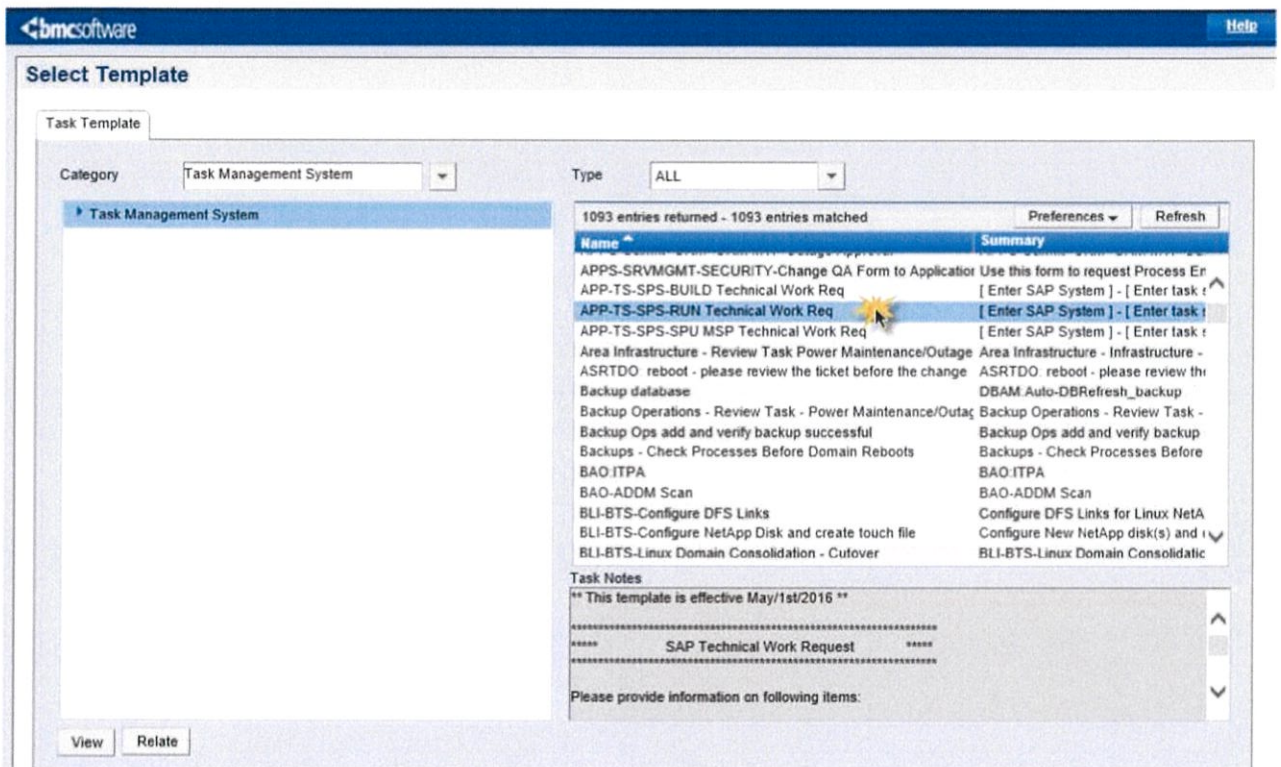 bmcsoftware
Help
Select Template
Task Template
Category Task Management System Type ALL
Task Management System
1093 entries returned - 1093 entries matched Preferences Refresh
Name Summary
APPS-SRVMGMT-SECURITY-Change QA Form to Application Use this form to request Process En
APP-TS-SPS-BUILD Technical Work Req [ Enter SAP System ] - [ Enter task s
APP-TS-SPS-RUN Technical Work Req [ Enter SAP System ] - [ Enter task s
APP-TS-SPS-SPU MSP Technical Work Req [ Enter SAP System ] - [ Enter task s
Area Infrastructure - Review Task Power Maintenance/Outage Area Infrastructure - Infrastructure -
ASRTDO: reboot - please review the ticket before the change ASRTDO: reboot - please review the
Backup database DBAM:Auto-DBRefresh_backup
Backup Operations - Review Task - Power Maintenance/Outag Backup Operations - Review Task -
Backup Ops add and verify backup successful Backup Ops add and verify backup
Backups - Check Processes Before Domain Reboots Backups - Check Processes Before
BAO:ITPA BAO:ITPA
BAO-ADDM Scan BAO-ADDM Scan
BLI-BTS-Configure DFS Links Configure DFS Links for Linux NetA
BLI-BTS-Configure NetApp Disk and create touch file Configure New NetApp disk(s) and
BLI-BTS-Linux Domain Consolidation - Cutover BLI-BTS-Linux Domain Consolidatic
Task Notes
** This template is effective May/1st/2016 **
***** SAP Technical Work Request *****
Please provide information on following items:
View Relate